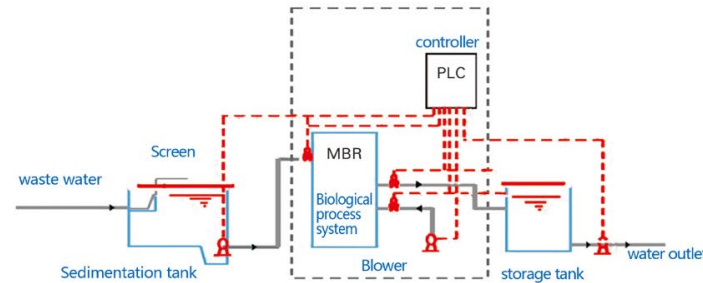 controller
PLC
Screen
MBR
waste water
Biological
process
system
Sedimentation tank
Blower
storage tank
water outlet